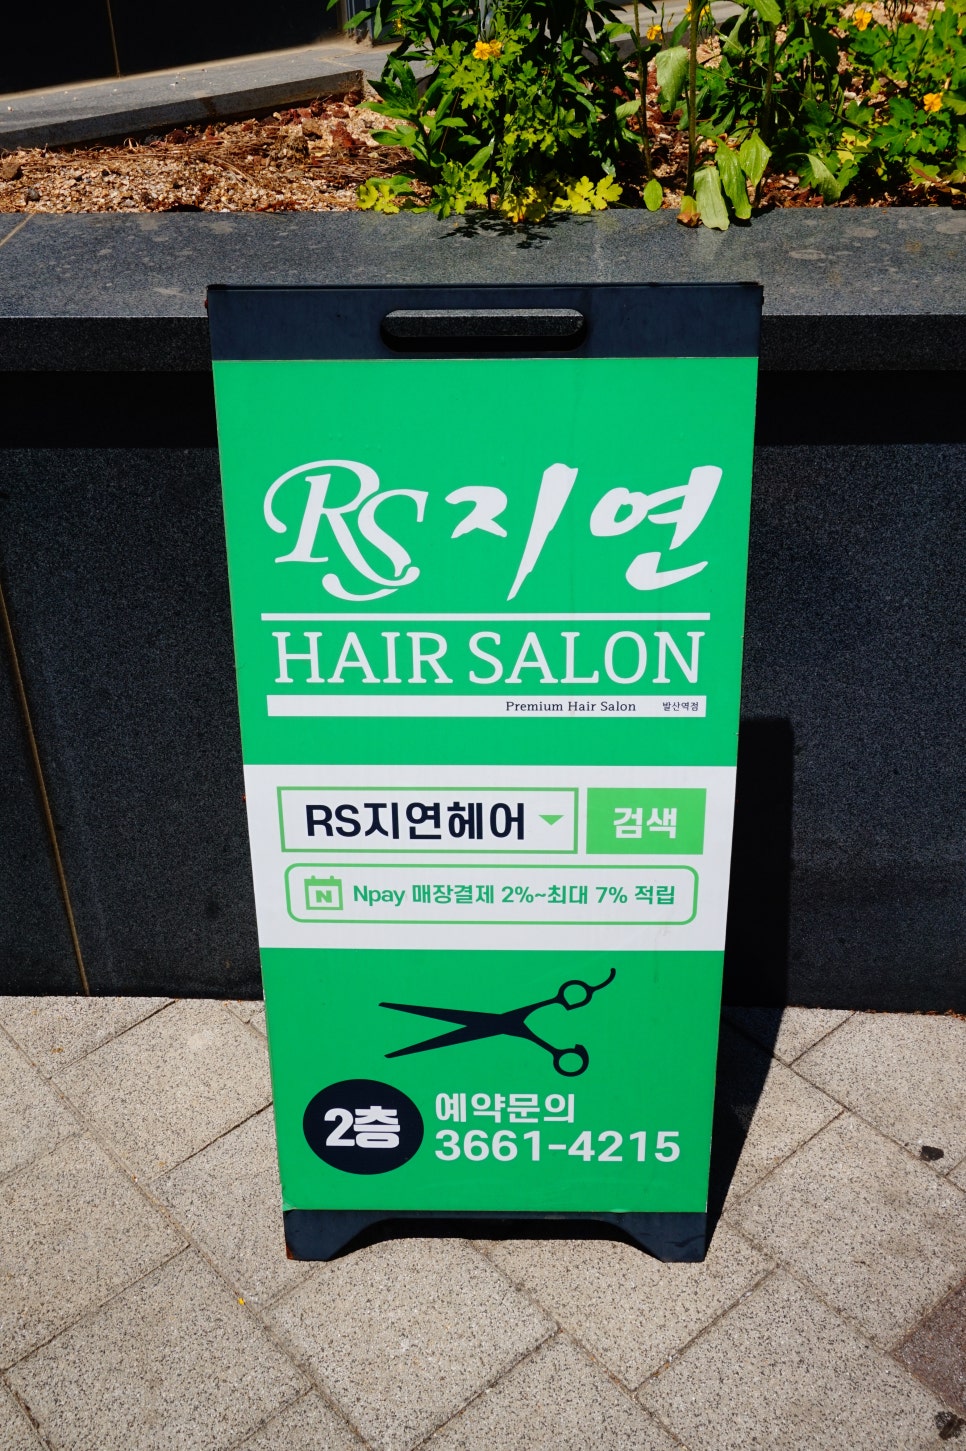 RS지연
HAIR SALON
Premium Hair Salon 발산역점
RS지연헤어 검색
N Npay 매장결제 2%~최대 7% 적립
2층
예약문의
3661-4215